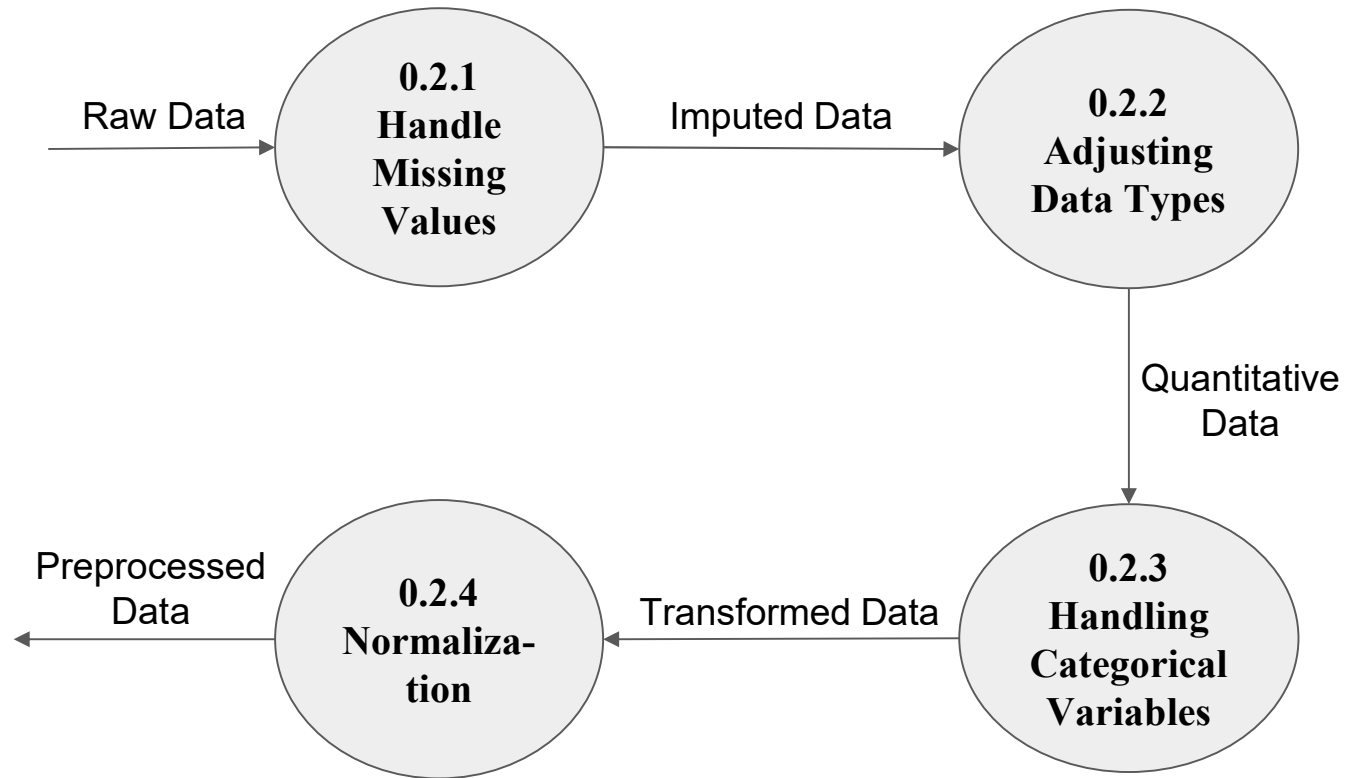 Raw Data
0.2.1
Handle
Missing
Values
Imputed Data
0.2.2
Adjusting
Data Types
Quantitative
Data
0.2.3
Handling
Categorical
Variables
Transformed Data
0.2.4
Normaliza-
tion
Preprocessed
Data